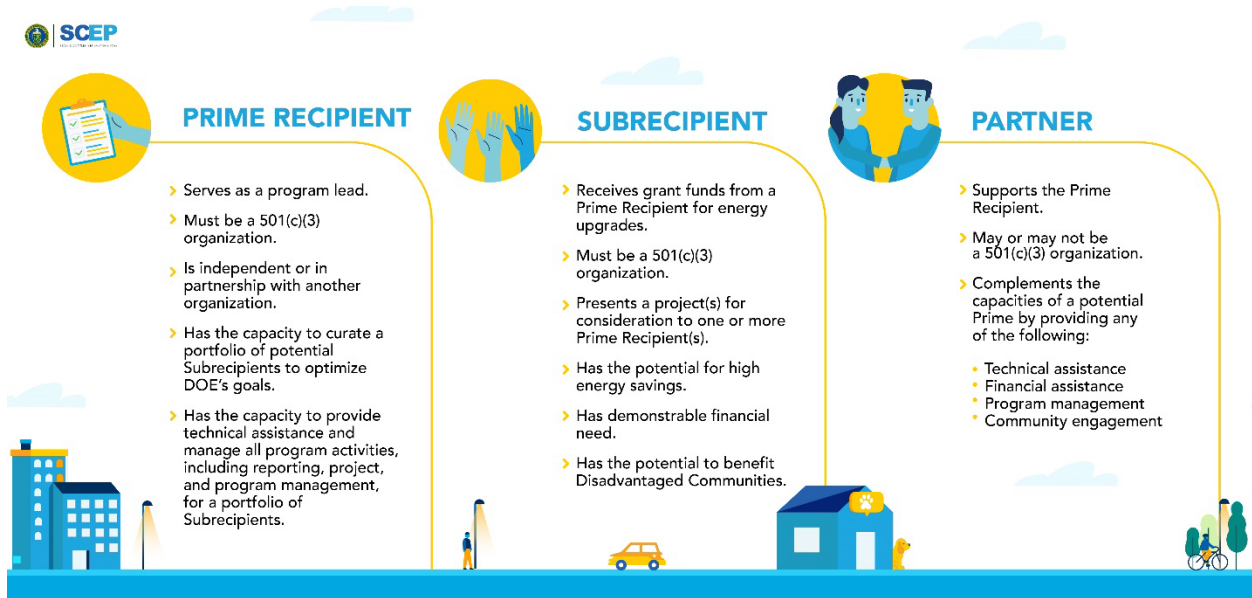 SCEP
PRIME RECIPIENT
Serves as a program lead.
Must be a 501(c)(3)
organization.
Is independent or in
partnership with another
organization.
Has the capacity to curate a
portfolio of potential
Subrecipients to optimize
DOE's goals.
Has the capacity to provide
technical assistance and
manage all program activities,
including reporting, project,
and program management,
for a portfolio of
Subrecipients.
SUBRECIPIENT
Receives grant funds from a
Prime Recipient for energy
upgrades.
Must be a 501(c)(3)
organization.
Presents a project(s) for
consideration to one or more
Prime Recipient(s).
Has the potential for high
energy savings.
Has demonstrable financial
need.
Has the potential to benefit
Disadvantaged Communities.
PARTNER
Supports the Prime
Recipient.
May or may not be
a 501(c)(3) organization.
Complements the
capacities of a potential
Prime by providing any
of the following:
Technical assistance
Financial assistance
Program management
Community engagement